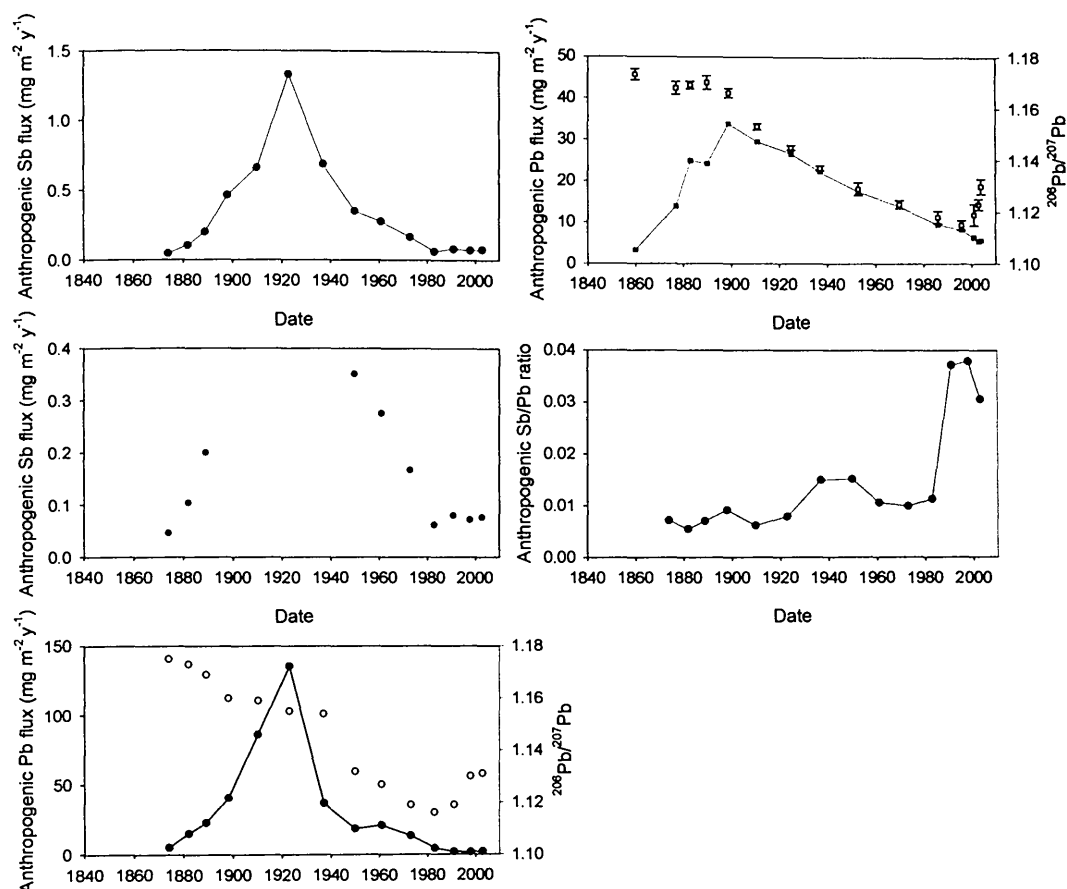 Anthropogenic Sb flux (mg m⁻² y⁻¹)
1.5
1.0
0.5
0.0
1840 1860 1880 1900 1920 1940 1960 1980 2000
Date
Anthropogenic Pb flux (mg m⁻² y⁻¹)
50
40
30
20
10
0
1.18
1.16
1.14
1.12
1.10
²⁰⁶Pb/²⁰⁷Pb
1840 1860 1880 1900 1920 1940 1960 1980 2000
Date
Anthropogenic Sb flux (mg m⁻² y⁻¹)
0.4
0.3
0.2
0.1
0.0
1840 1860 1880 1900 1920 1940 1960 1980 2000
Date
Anthropogenic Sb/Pb ratio
0.04
0.03
0.02
0.01
0.00
1840 1860 1880 1900 1920 1940 1960 1980 2000
Date
Anthropogenic Pb flux (mg m⁻² y⁻¹)
150
100
50
0
1.18
1.16
1.14
1.12
1.10
²⁰⁶Pb/²⁰⁷Pb
1840 1860 1880 1900 1920 1940 1960 1980 2000